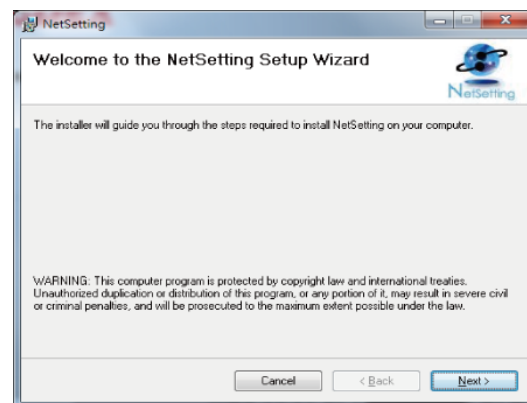 NetSetting
Welcome to the NetSetting Setup Wizard
NetSetting
The installer will guide you through the steps required to install NetSetting on your computer.
WARNING: This computer program is protected by copyright law and international treaties.
Unauthorized duplication or distribution of this program, or any portion of it, may result in severe civil
or criminal penalties, and will be prosecuted to the maximum extent possible under the law.
Cancel
< Back
Next >